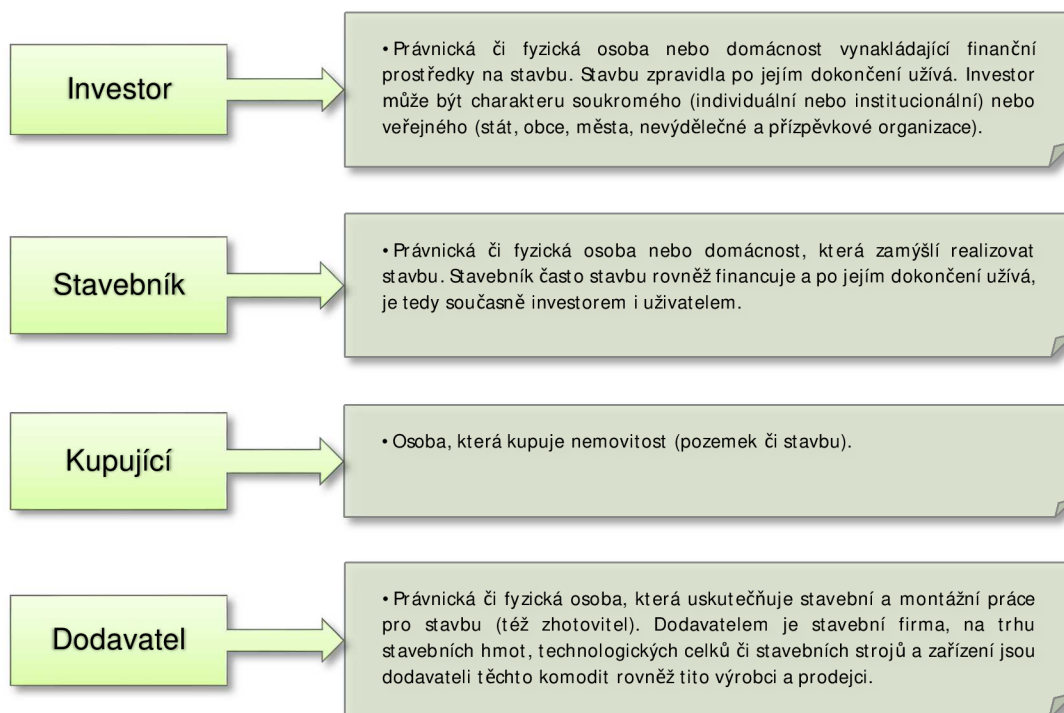 Investor
• Právnická či fyzická osoba nebo domácnost vynakládající finanční
prostředky na stavbu. Stavbu zpravidla po jejím dokončení užívá. Investor
může být charakteru soukromého (individuální nebo institucionální) nebo
veřejného (stát, obce, města, nevýdělečné a přízpěvkové organizace).
Stavebník
• Právnická či fyzická osoba nebo domácnost, která zamýšlí realizovat
stavbu. Stavebník často stavbu rovněž financuje a po jejím dokončení užívá,
je tedy současně investorem i uživatelem.
Kupující
• Osoba, která kupuje nemovitost (pozemek či stavbu).
Dodavatel
• Právnická či fyzická osoba, která uskutečňuje stavební a montážní práce
pro stavbu (též zhotovitel). Dodavatelem je stavební firma, na trhu
stavebních hmot, technologických celků či stavebních strojů a zařízení jsou
dodavateli těchto komodit rovněž tito výrobci a prodejci.